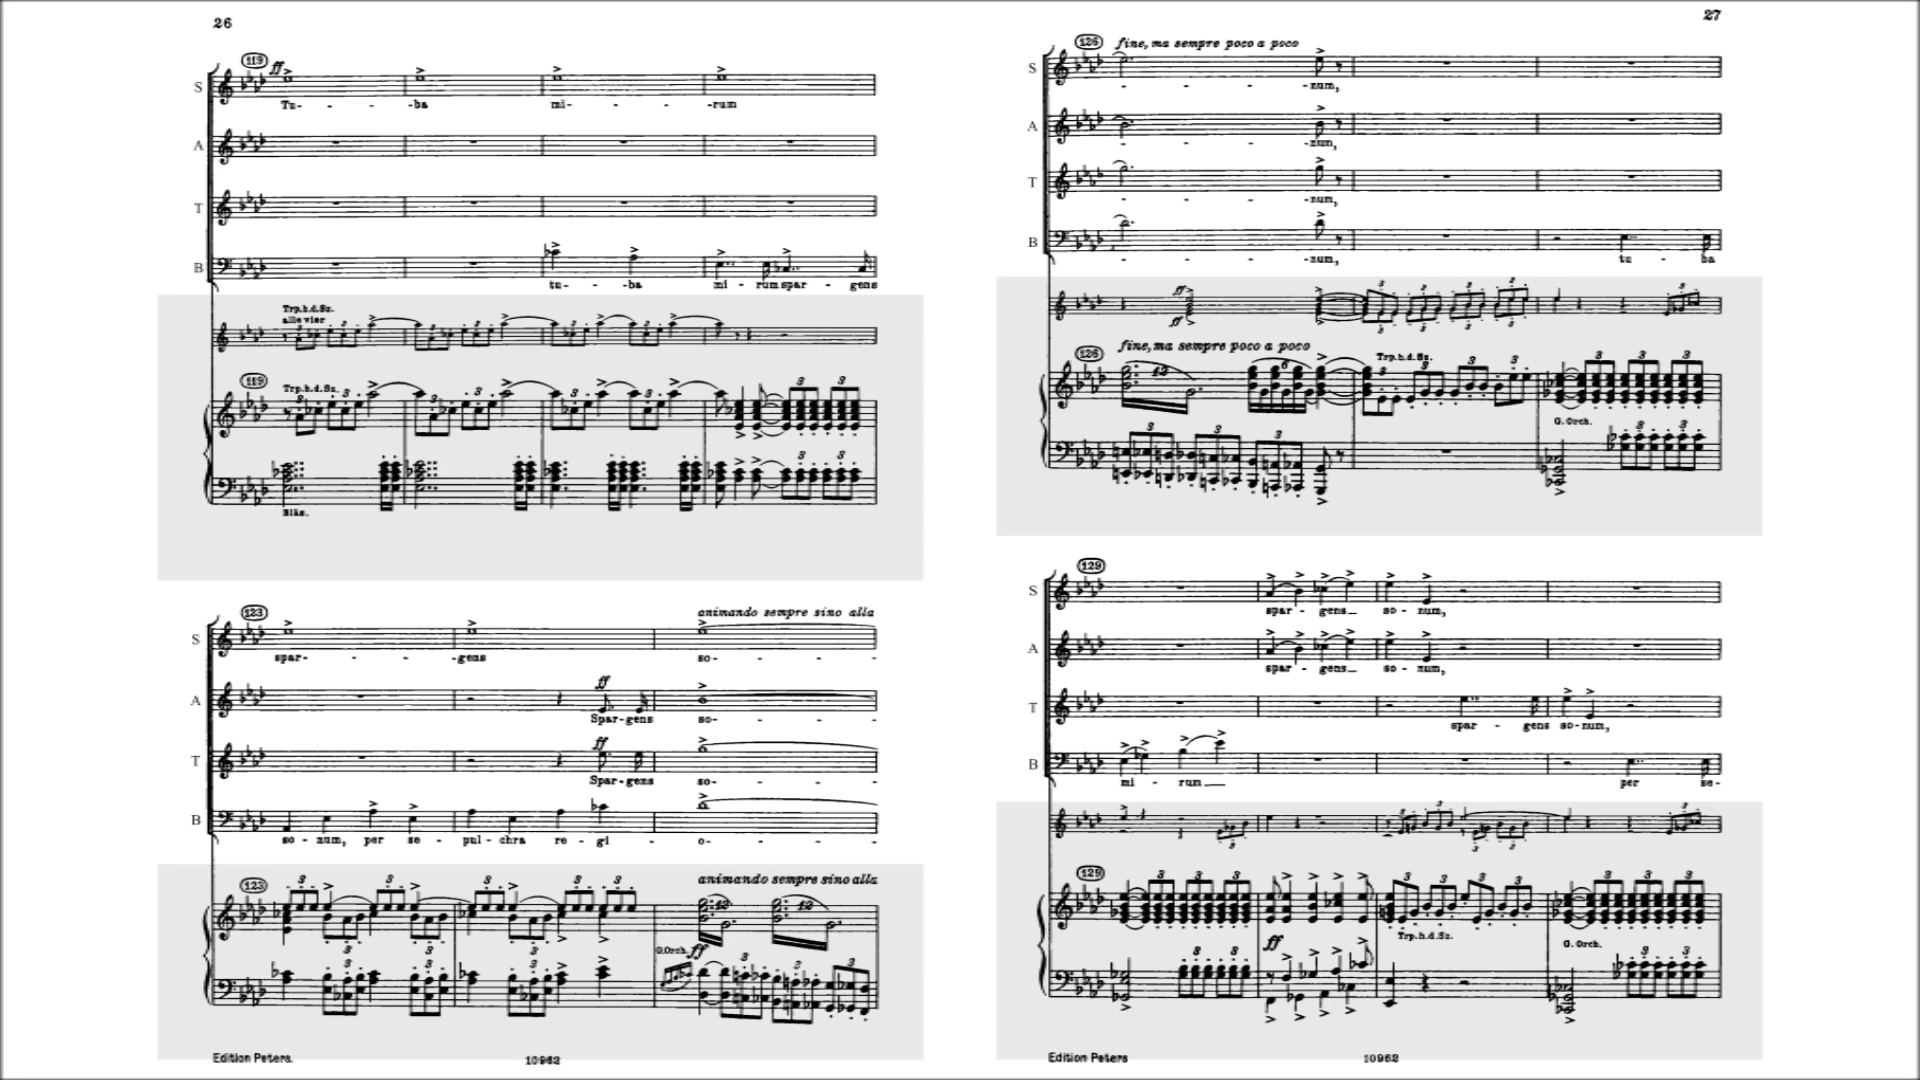 26
119
ff
S
Tu- - - -ba mi- - - -rum
A
T
B
tu- -ba mi - rum spar - gens
Trp.h.d.Sz.
alle vier
119
Trp.h.d.Sz.
Bläs.
123
animando sempre sino alla
S
spar- - - -gens so- - - -
A
ff
Spar-gens so- - - -
T
ff
Spar-gens so- - - -
B
so - num, per se - pul - chra re - gi - o- - - -
123
animando sempre sino alla
G.Orch. ff
Edition Peters.
10962
27
126
fine, ma sempre poco a poco
S
- - -num,
A
- - -num,
T
- - -num,
B
- - -num, tu - ba
ff
ff
126
fine, ma sempre poco a poco
Trp.h.d.Sz.
G. Orch.
129
S
spar - gens so - num,
A
spar - gens so - num,
T
spar - gens so - num,
B
mi - rum per se-
129
ff
Trp.h.d.Sz.
G. Orch.
Edition Peters
10962